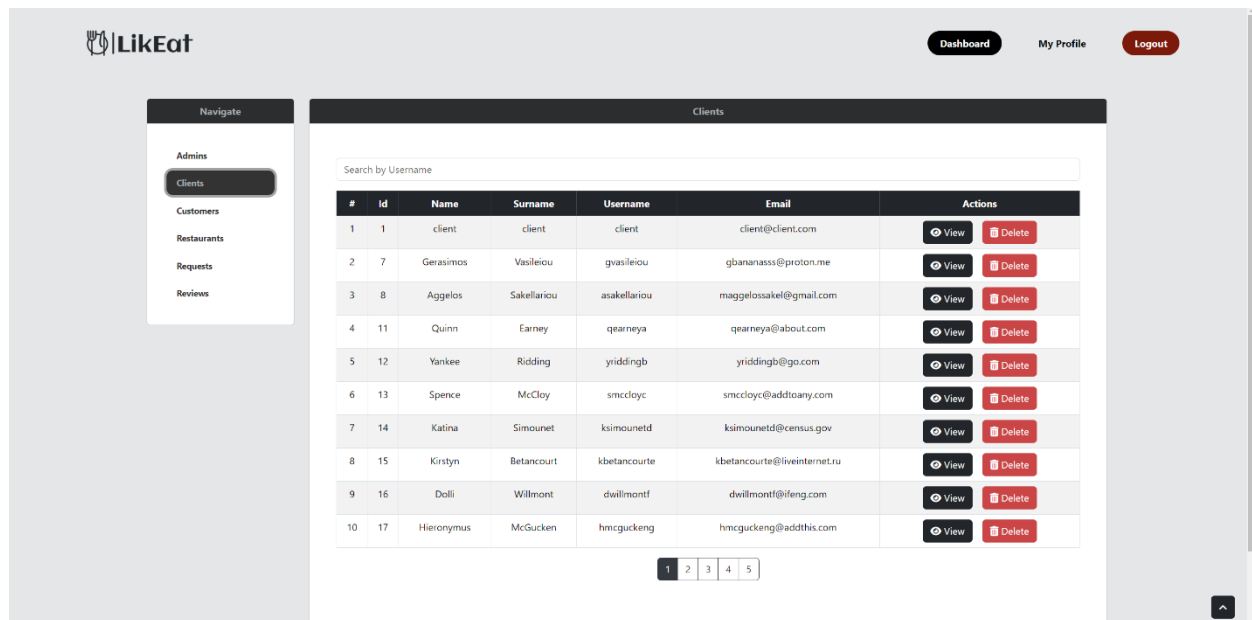 LikEat
Dashboard My Profile Logout
Navigate
Admins
Clients
Customers
Restaurants
Requests
Reviews
Clients
Search by Username
# Id Name Surname Username Email Actions
1 1 client client client client@client.com View Delete
2 7 Gerasimos Vasileiou gvasileiou gbananasss@proton.me View Delete
3 8 Aggelos Sakellariou asakellariou maggelossakel@gmail.com View Delete
4 11 Quinn Earney qearneya qearneya@about.com View Delete
5 12 Yankee Ridding yriddingb yriddingb@go.com View Delete
6 13 Spence McCloy smccloyc smccloyc@addtoany.com View Delete
7 14 Katina Simounet ksimounetd ksimounetd@census.gov View Delete
8 15 Kirstyn Betancourt kbetancourte kbetancourte@liveinternet.ru View Delete
9 16 Dolli Willmont dwillmontf dwillmontf@ifeng.com View Delete
10 17 Hieronymus McGucken hmcguckeng hmcguckeng@addthis.com View Delete
1 2 3 4 5